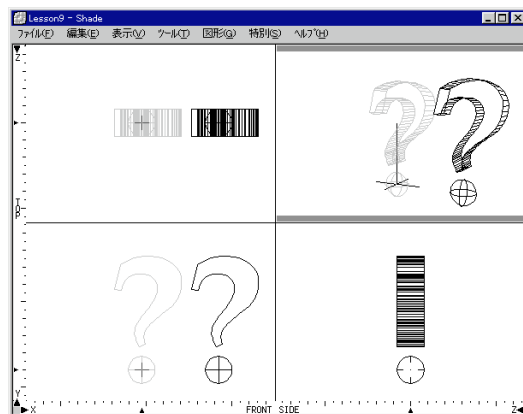 Lesson9 - Shade
ファイル(F) 編集(E) 表示(V) ツール(T) 図形(G) 特別(S) ヘルプ(H)
Z
TOP
Y
X FRONT SIDE Z